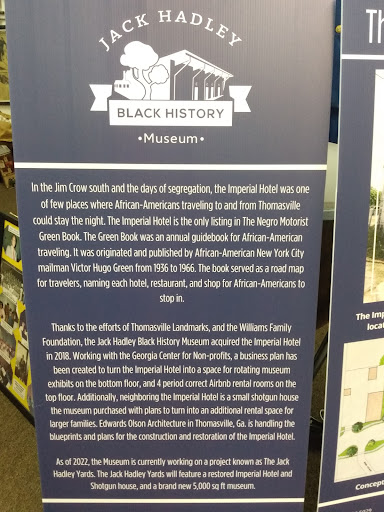 JACK HADLEY
BLACK HISTORY
• Museum •
In the Jim Crow south and the days of segregation, the Imperial Hotel was one
of few places where African-Americans traveling to and from Thomasville
could stay the night. The Imperial Hotel is the only listing in The Negro Motorist
Green Book. The Green Book was an annual guidebook for African-American
traveling. It was originated and published by African-American New York City
mailman Victor Hugo Green from 1936 to 1966. The book served as a road map
for travelers, naming each hotel, restaurant, and shop for African-Americans to
stop in.
Thanks to the efforts of Thomasville Landmarks, and the Williams Family
Foundation, the Jack Hadley Black History Museum acquired the Imperial Hotel
in 2018. Working with the Georgia Center for Non-profits, a business plan has
been created to turn the Imperial Hotel into a space for rotating museum
exhibits on the bottom floor, and 4 period correct Airbnb rental rooms on the
top floor. Additionally, neighboring the Imperial Hotel is a small shotgun house
the museum purchased with plans to turn into an additional rental space for
larger families. Edwards Olson Architecture in Thomasville, Ga. is handling the
blueprints and plans for the construction and restoration of the Imperial Hotel.
As of 2022, the Museum is currently working on a project known as The Jack
Hadley Yards. The Jack Hadley Yards will feature a restored Imperial Hotel and
Shotgun house, and a brand new 5,000 sq ft museum.
Th
The Imp
loca
Concept